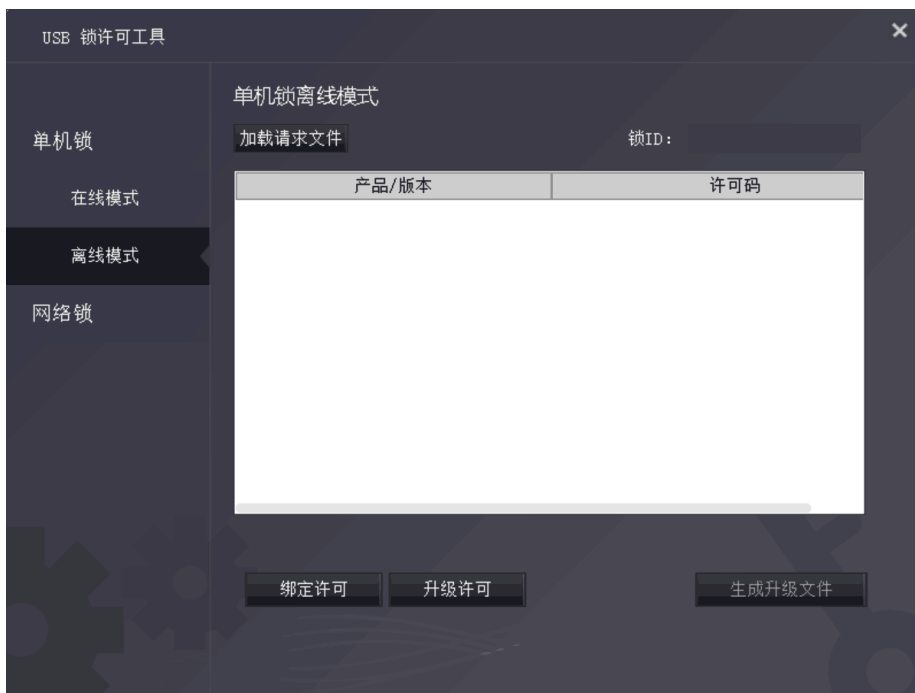 USB 锁许可工具
单机锁
在线模式
离线模式
网络锁
单机锁离线模式
加载请求文件
锁ID：
产品/版本 许可码
绑定许可 升级许可 生成升级文件